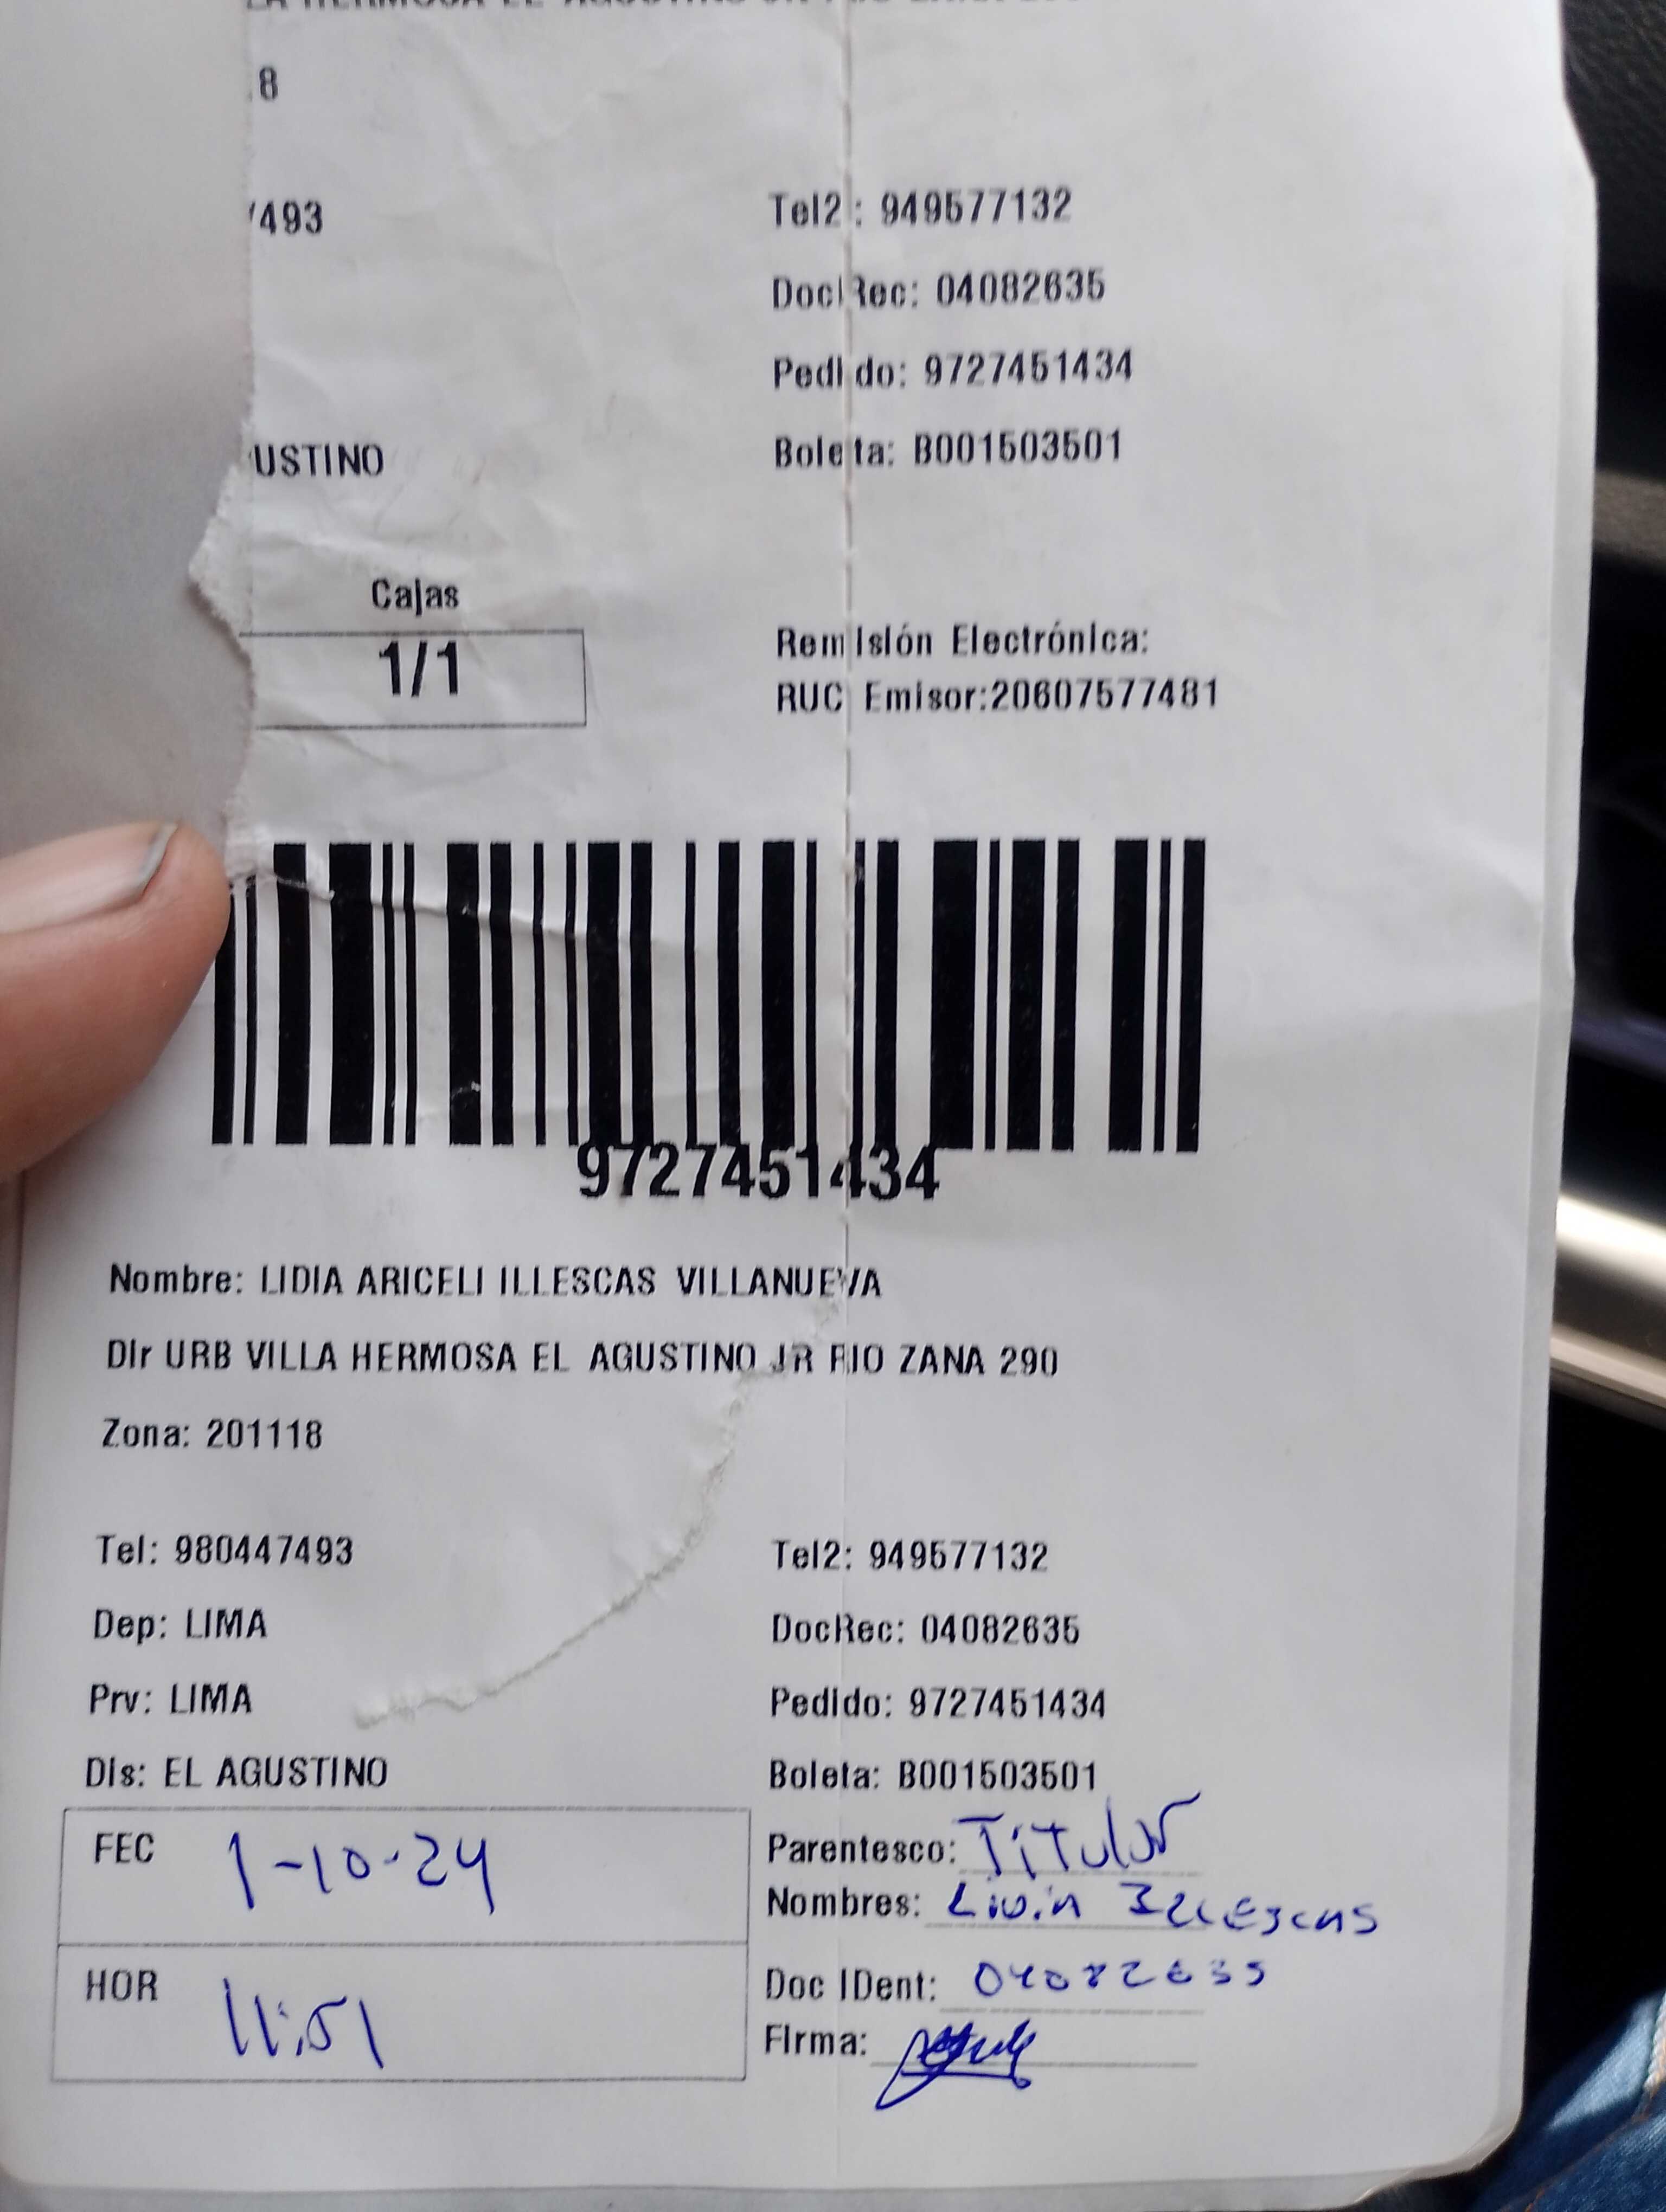 8
493
Tel2: 949577132
DocRec: 04082635
Pedido: 9727451434
USTINO
Boleta: B001503501
Cajas
1/1
Remisión Electrónica:
RUC Emisor:20607577481
9727451434
Nombre: LIDIA ARICELI ILLESCAS VILLANUEVA
Dir URB VILLA HERMOSA EL AGUSTINO JR RIO ZANA 290
Zona: 201118
Tel: 980447493
Tel2: 949577132
Dep: LIMA
DocRec: 04082635
Prv: LIMA
Pedido: 9727451434
Dis: EL AGUSTINO
Boleta: B001503501
FEC 1-10-24
Parentesco: Titular
Nombres: Lidia Illescas
HOR 11:51
Doc IDent: 04082635
Firma: